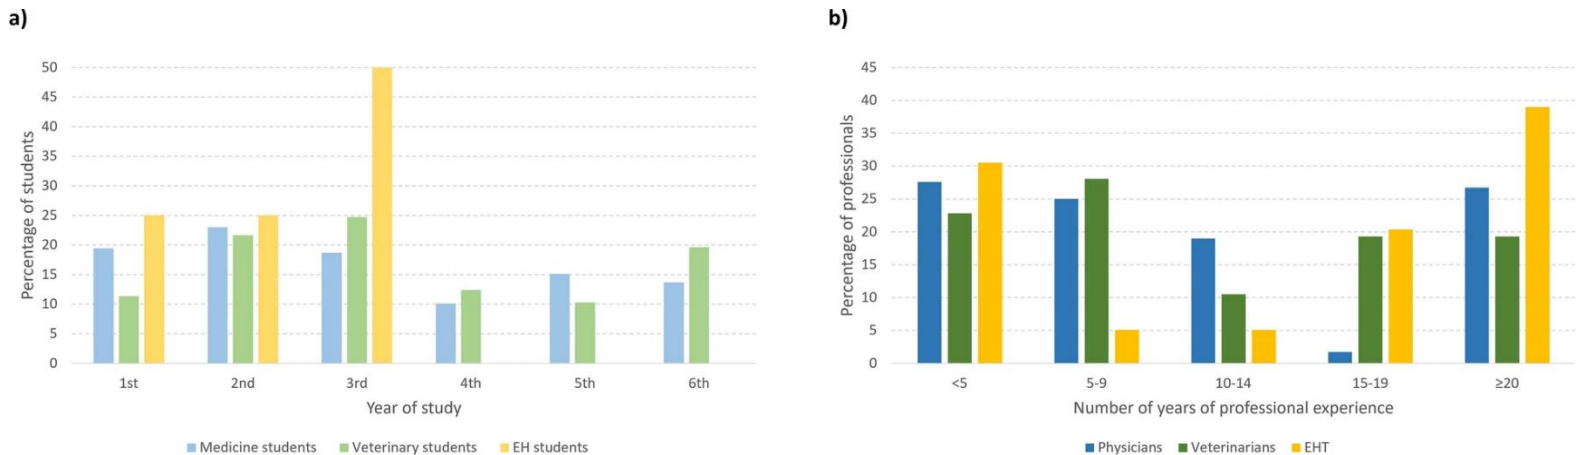 a)
Percentage of students
50
45
40
35
30
25
20
15
10
5
0
1st 2nd 3rd 4th 5th 6th
Year of study
Medicine students Veterinary students EH students
b)
Percentage of professionals
45
40
35
30
25
20
15
10
5
0
<5 5-9 10-14 15-19 ≥20
Number of years of professional experience
Physicians Veterinarians EHT